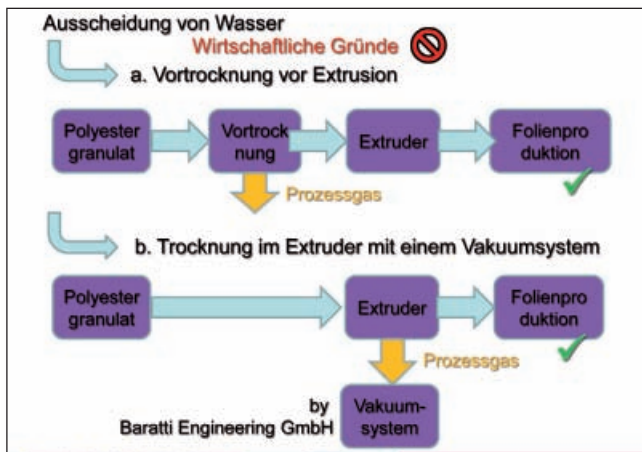 Ausscheidung von Wasser
Wirtschaftliche Gründe
a. Vortrocknung vor Extrusion
Polyester
granulat
Vortrock
nung
Extruder
Folienpro
duktion
Prozessgas
b. Trocknung im Extruder mit einem Vakuumsystem
Polyester
granulat
Extruder
Folienpro
duktion
Prozessgas
by
Baratti Engineering GmbH
Vakuum-
system